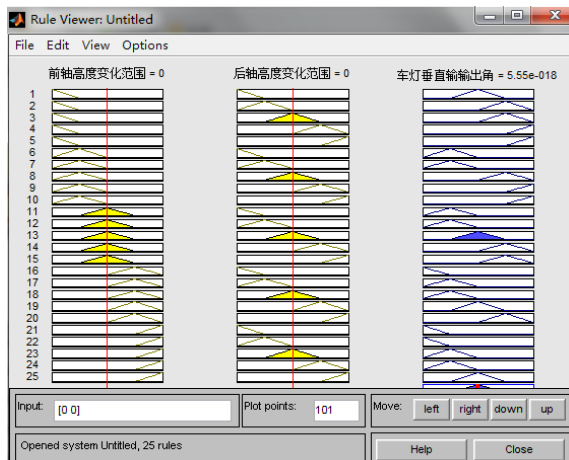 Rule Viewer: Untitled
File Edit View Options
前轴高度变化范围 = 0
后轴高度变化范围 = 0
车灯垂直输输出角 = 5.55e-018
1
2
3
4
5
6
7
8
9
10
11
12
13
14
15
16
17
18
19
20
21
22
23
24
25
Input: [0 0]
Plot points: 101
Move: left right down up
Opened system Untitled, 25 rules
Help Close